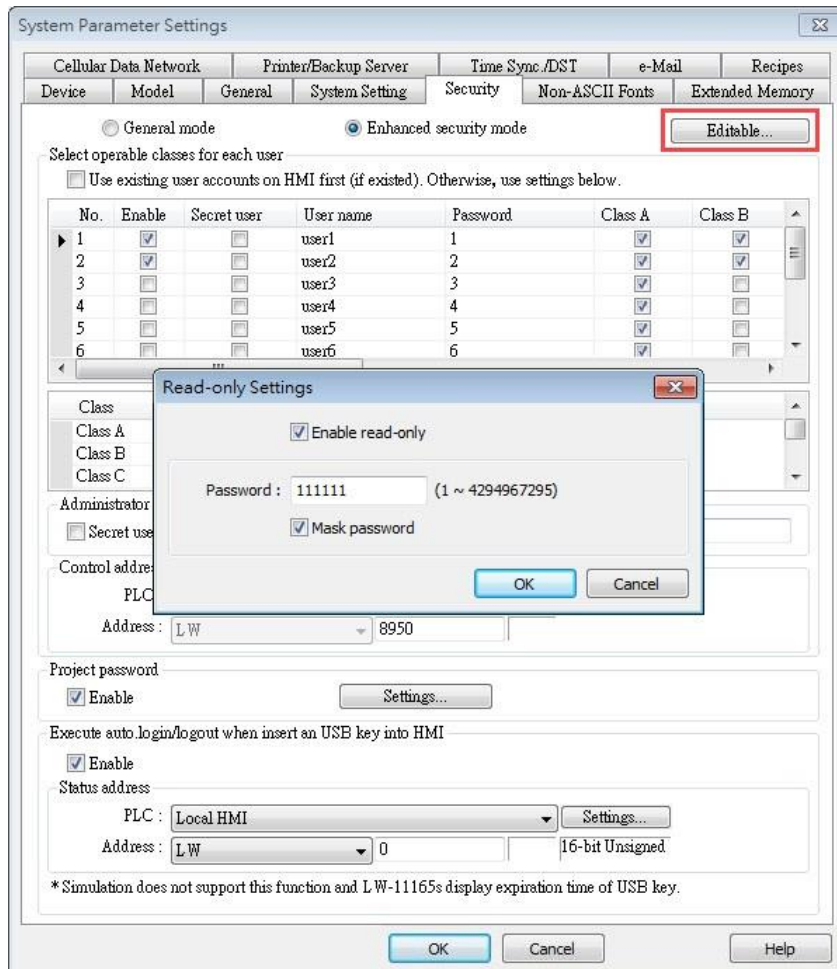 System Parameter Settings
Cellular Data Network Printer/Backup Server Time Sync./DST e-Mail Recipes
Device Model General System Setting Security Non-ASCII Fonts Extended Memory
General mode Enhanced security mode Editable...
Select operable classes for each user
Use existing user accounts on HMI first (if existed). Otherwise, use settings below.
No. Enable Secret user User name Password Class A Class B
1 user1 1
2 user2 2
3 user3 3
4 user4 4
5 user5 5
6 user6 6
Read-only Settings
Class
Enable read-only
Class A
Class B
Class C
Password : 111111 (1 ~ 4294967295)
Administrator
Mask password
Secret use
Control addre
OK Cancel
PLC
Address : LW 8950
Project password
Enable Settings...
Execute auto.login/logout when insert an USB key into HMI
Enable
Status address
PLC : Local HMI Settings...
Address : LW 0 16-bit Unsigned
* Simulation does not support this function and LW-11165s display expiration time of USB key.
OK Cancel Help